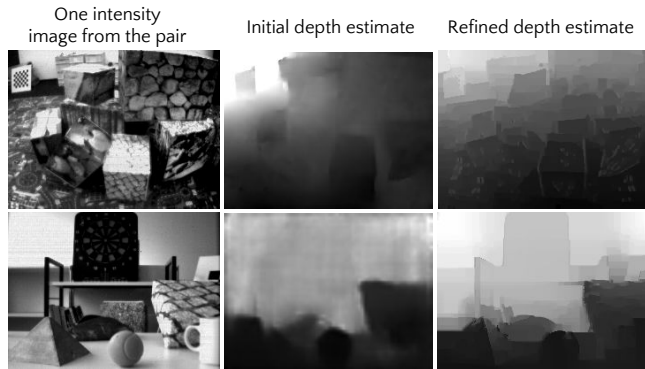 One intensity
image from the pair
Initial depth estimate
Refined depth estimate